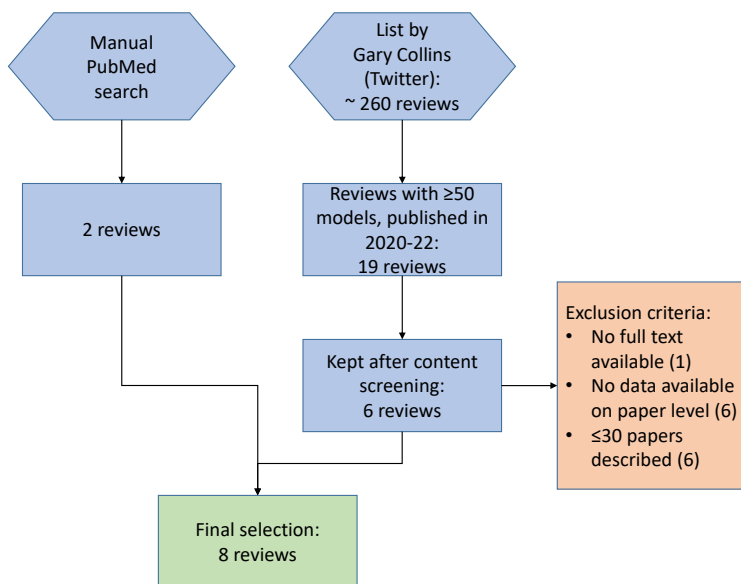 Manual
PubMed
search
List by
Gary Collins
(Twitter):
~ 260 reviews
2 reviews
Reviews with ≥50
models, published in
2020-22:
19 reviews
Kept after content
screening:
6 reviews
Exclusion criteria:
• No full text
available (1)
• No data available
on paper level (6)
• ≤30 papers
described (6)
Final selection:
8 reviews